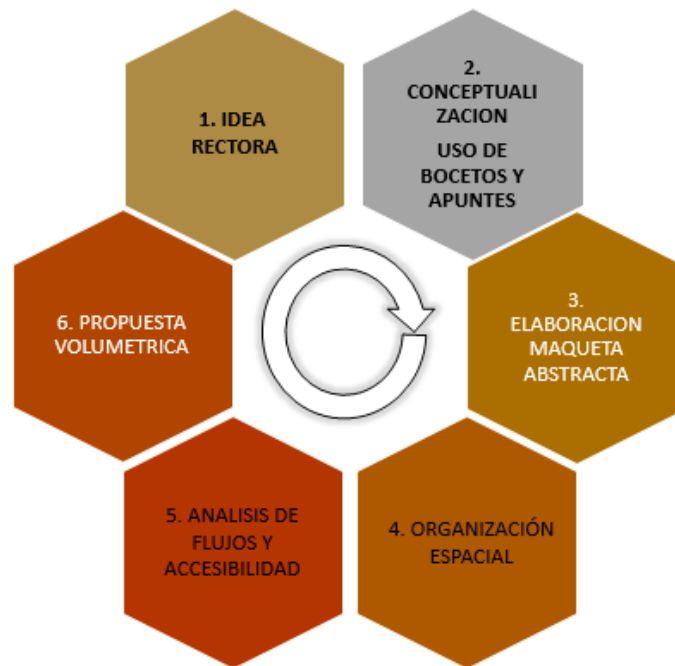 1. IDEA
RECTORA
2.
CONCEPTUALI
ZACION
USO DE
BOCETOS Y
APUNTES
3.
ELABORACION
MAQUETA
ABSTRACTA
4. ORGANIZACIÓN
ESPACIAL
5. ANALISIS DE
FLUJOS Y
ACCESIBILIDAD
6. PROPUESTA
VOLUMETRICA